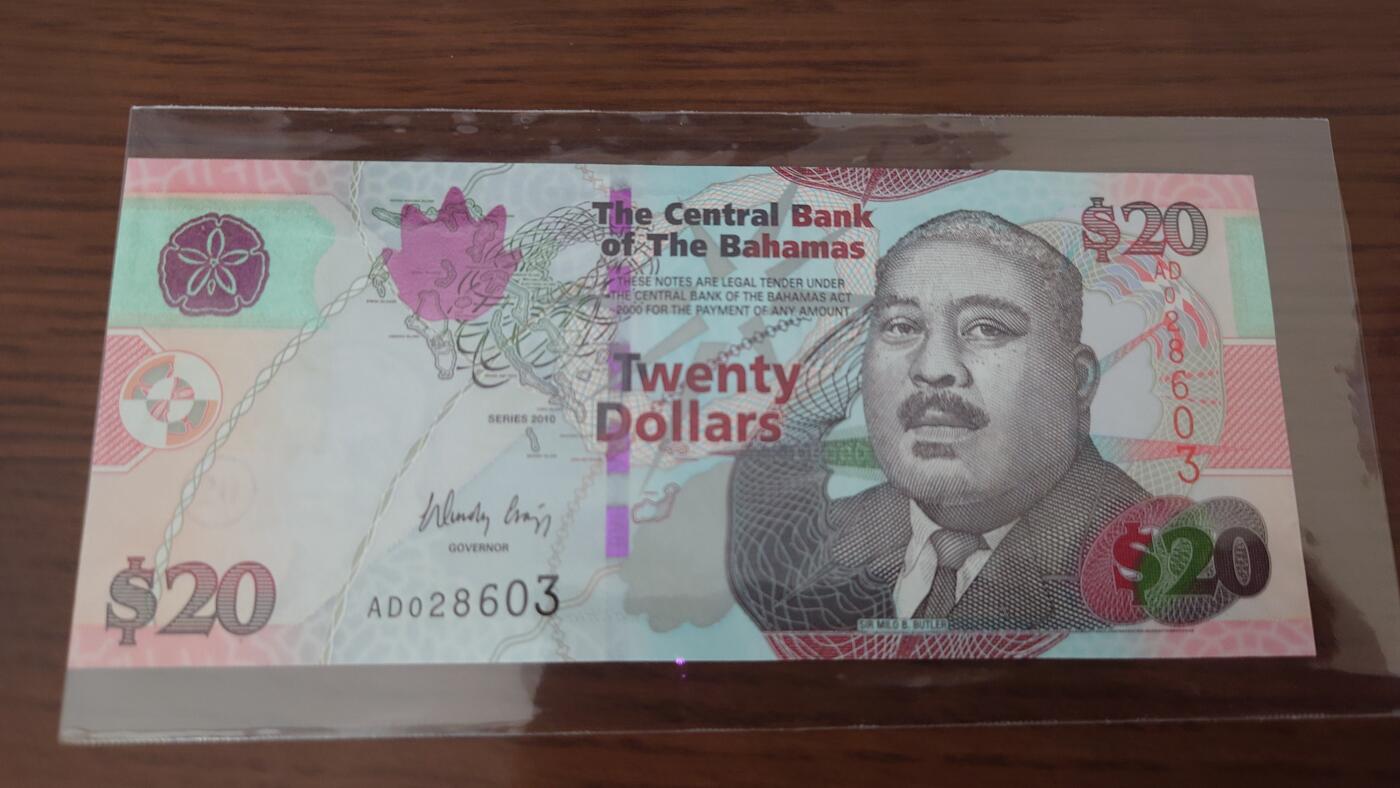 The Central Bank
of The Bahamas
THESE NOTES ARE LEGAL TENDER UNDER
THE CENTRAL BANK OF THE BAHAMAS ACT
2000 FOR THE PAYMENT OF ANY AMOUNT
$20
AD028603
Twenty
Dollars
SERIES 2010
GOVERNOR
AD028603
$20
$20
SIR MILO B. BUTLER